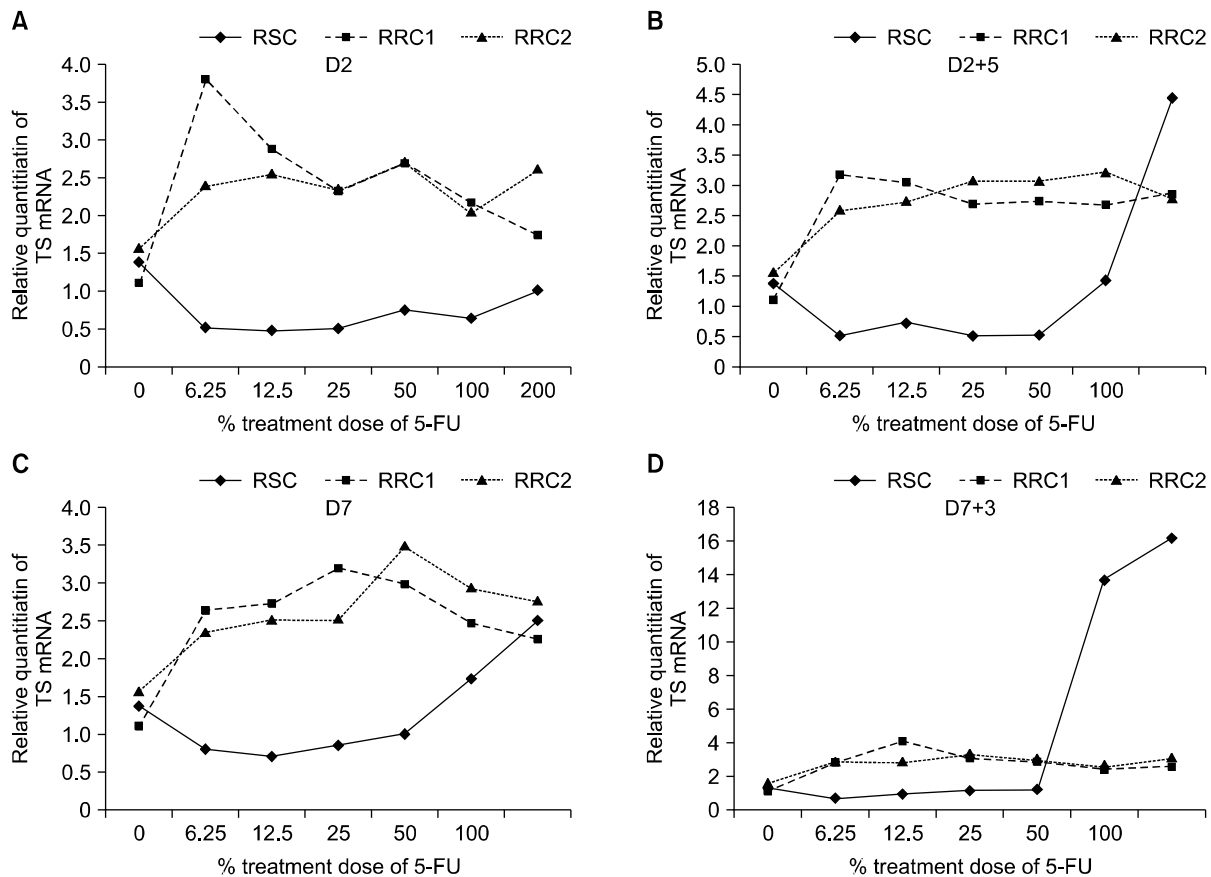 A
RSC RRC1 RRC2
D2
Relative quantitiatin of
TS mRNA
4.0
3.5
3.0
2.5
2.0
1.5
1.0
0.5
0
0 6.25 12.5 25 50 100 200
% treatment dose of 5-FU
B
RSC RRC1 RRC2
D2+5
Relative quantitiatin of
TS mRNA
5.0
4.5
4.0
3.5
3.0
2.5
2.0
1.5
1.0
0.5
0
0 6.25 12.5 25 50 100
% treatment dose of 5-FU
C
RSC RRC1 RRC2
D7
Relative quantitiatin of
TS mRNA
4.0
3.5
3.0
2.5
2.0
1.5
1.0
0.5
0
0 6.25 12.5 25 50 100
% treatment dose of 5-FU
D
RSC RRC1 RRC2
D7+3
Relative quantitiatin of
TS mRNA
18
16
14
12
10
8
6
4
2
0
0 6.25 12.5 25 50 100
% treatment dose of 5-FU